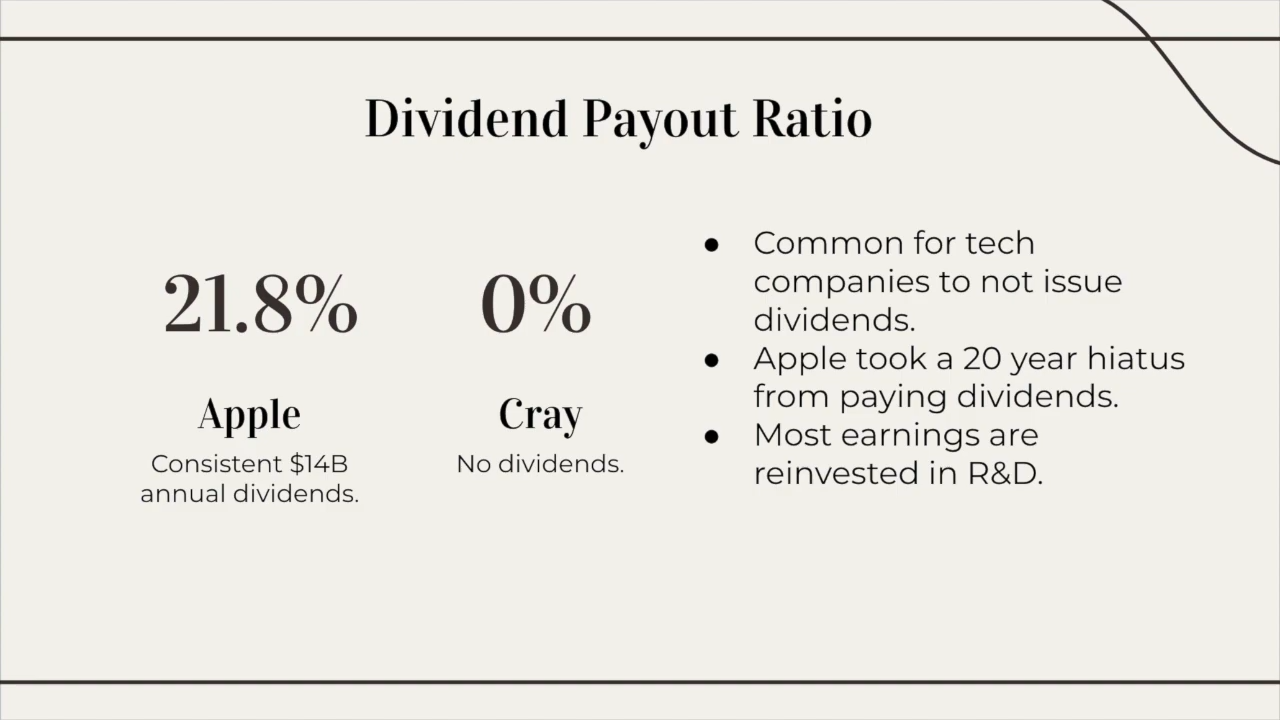 Dividend Payout Ratio
21.8%
Apple
Consistent $14B
annual dividends.
0%
Cray
No dividends.
● Common for tech
companies to not issue
dividends.
● Apple took a 20 year hiatus
from paying dividends.
● Most earnings are
reinvested in R&D.